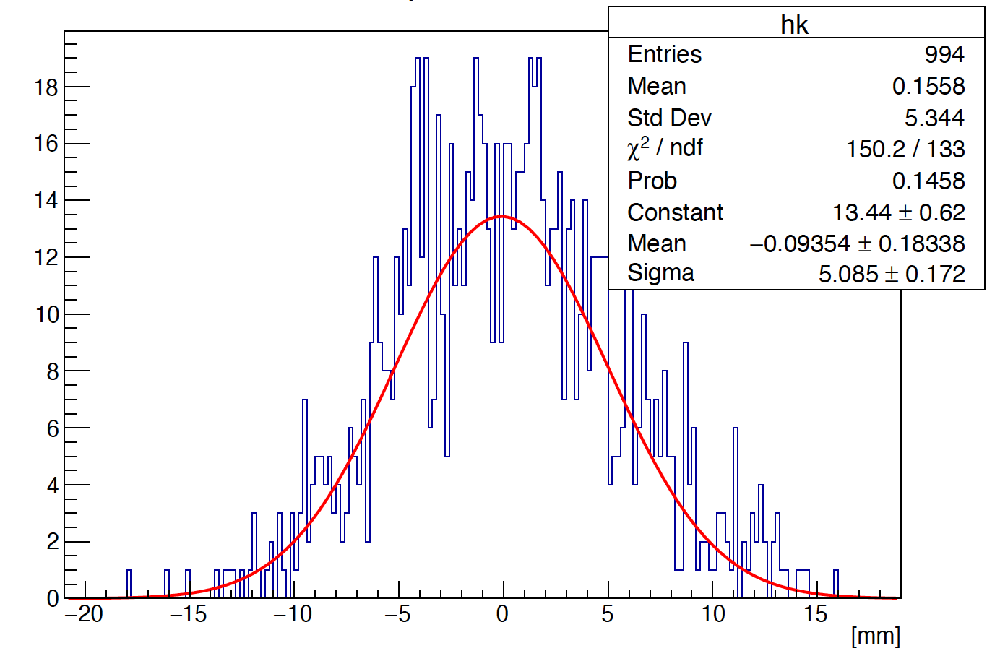 hk
Entries 994
Mean 0.1558
Std Dev 5.344
χ² / ndf 150.2 / 133
Prob 0.1458
Constant 13.44 ± 0.62
Mean −0.09354 ± 0.18338
Sigma 5.085 ± 0.172
18
16
14
12
10
8
6
4
2
0
−20 −15 −10 −5 0 5 10 15
[mm]